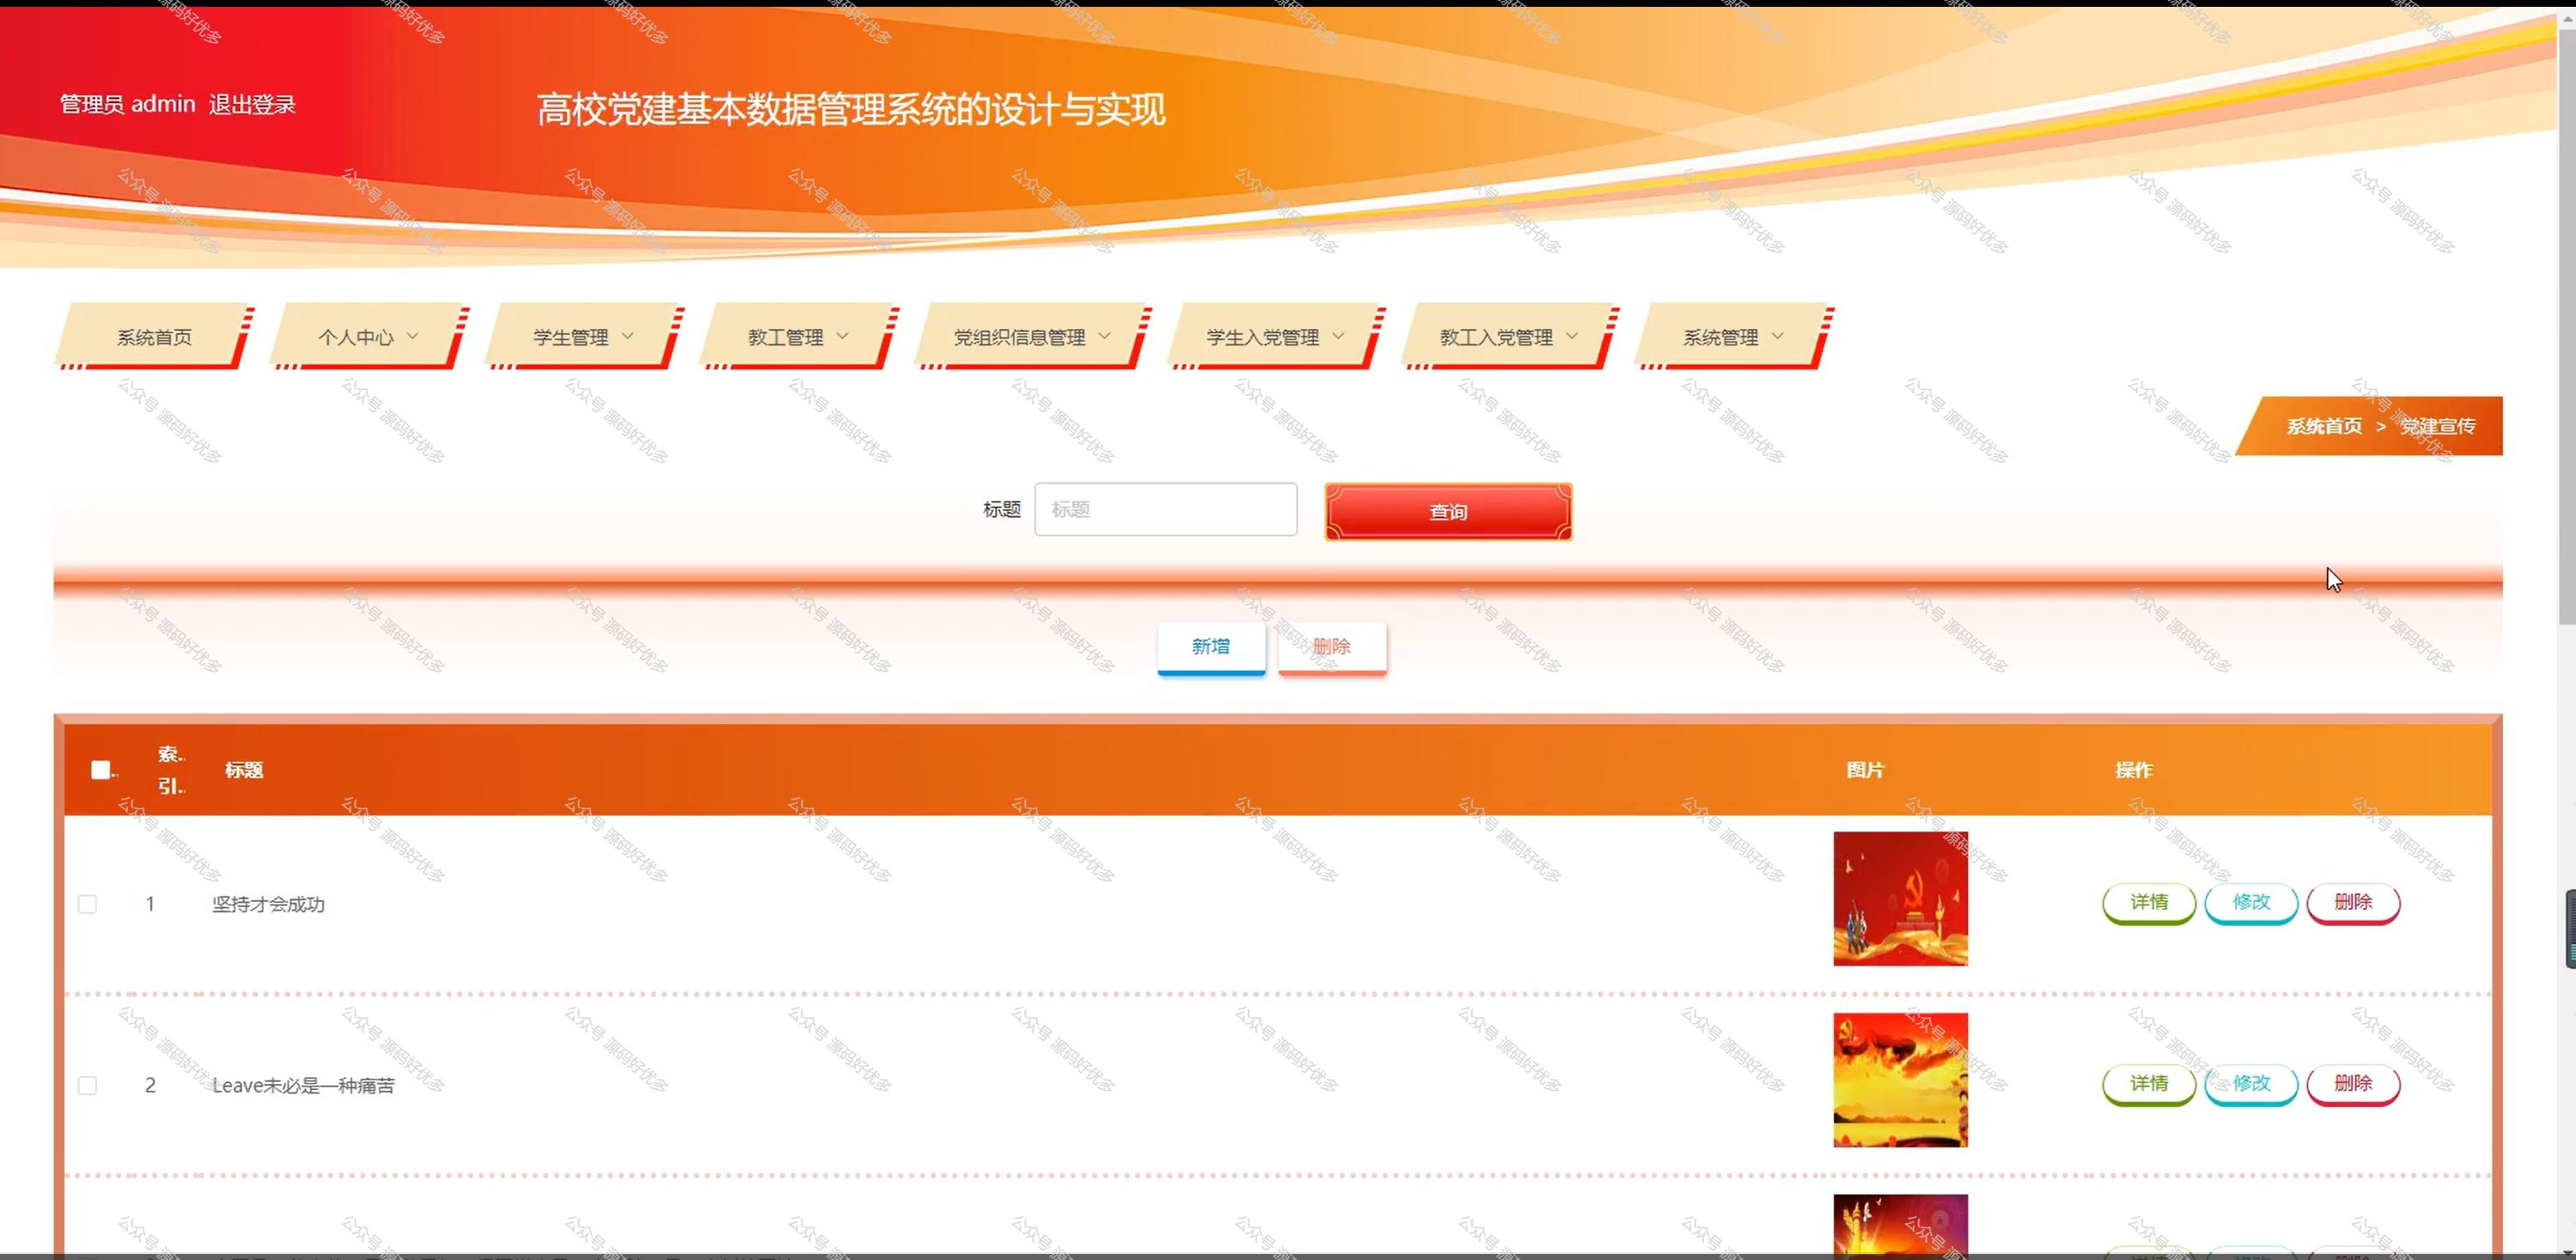 管理员 admin 退出登录
高校党建基本数据管理系统的设计与实现
系统首页 个人中心 学生管理 教工管理 党组织信息管理 学生入党管理 教工入党管理 系统管理
系统首页 > 党建宣传
标题 标题 查询
新增 删除
索.. 引.. 标题 图片 操作
1 坚持才会成功 详情 修改 删除
2 Leave未必是一种痛苦 详情 修改 删除
公众号 源码好优多